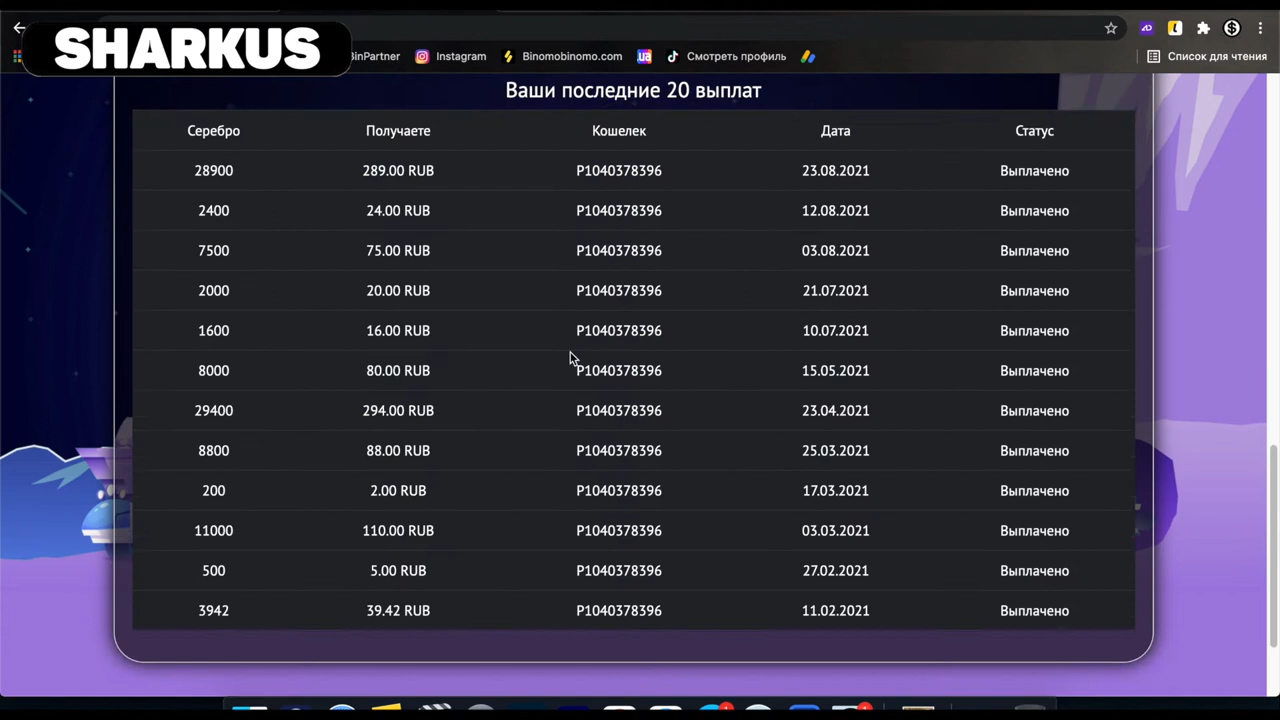 SHARKUS
BinPartner Instagram Binomobinomo.com Смотреть профиль Список для чтения
Ваши последние 20 выплат
Серебро Получаете Кошелек Дата Статус
28900 289.00 RUB P1040378396 23.08.2021 Выплачено
2400 24.00 RUB P1040378396 12.08.2021 Выплачено
7500 75.00 RUB P1040378396 03.08.2021 Выплачено
2000 20.00 RUB P1040378396 21.07.2021 Выплачено
1600 16.00 RUB P1040378396 10.07.2021 Выплачено
8000 80.00 RUB P1040378396 15.05.2021 Выплачено
29400 294.00 RUB P1040378396 23.04.2021 Выплачено
8800 88.00 RUB P1040378396 25.03.2021 Выплачено
200 2.00 RUB P1040378396 17.03.2021 Выплачено
11000 110.00 RUB P1040378396 03.03.2021 Выплачено
500 5.00 RUB P1040378396 27.02.2021 Выплачено
3942 39.42 RUB P1040378396 11.02.2021 Выплачено